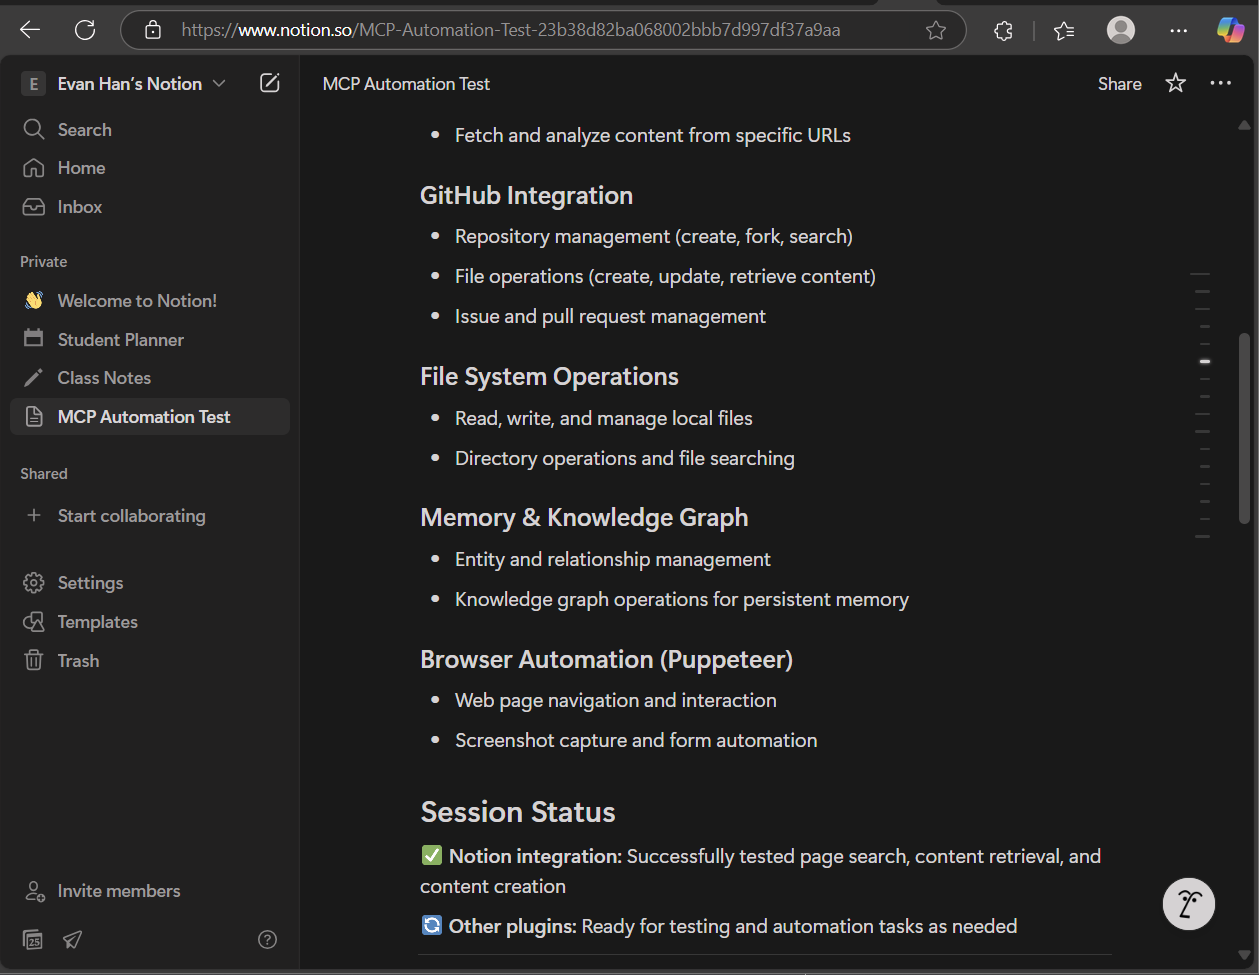 https://www.notion.so/MCP-Automation-Test-23b38d82ba068002bbb7d997df37a9aa
E Evan Han's Notion
MCP Automation Test
Share
Search
Home
Inbox
Private
Welcome to Notion!
Student Planner
Class Notes
MCP Automation Test
Shared
+ Start collaborating
Settings
Templates
Trash
Invite members
25
?
• Fetch and analyze content from specific URLs
GitHub Integration
• Repository management (create, fork, search)
• File operations (create, update, retrieve content)
• Issue and pull request management
File System Operations
• Read, write, and manage local files
• Directory operations and file searching
Memory & Knowledge Graph
• Entity and relationship management
• Knowledge graph operations for persistent memory
Browser Automation (Puppeteer)
• Web page navigation and interaction
• Screenshot capture and form automation
Session Status
✅ Notion integration: Successfully tested page search, content retrieval, and
content creation
🔄 Other plugins: Ready for testing and automation tasks as needed